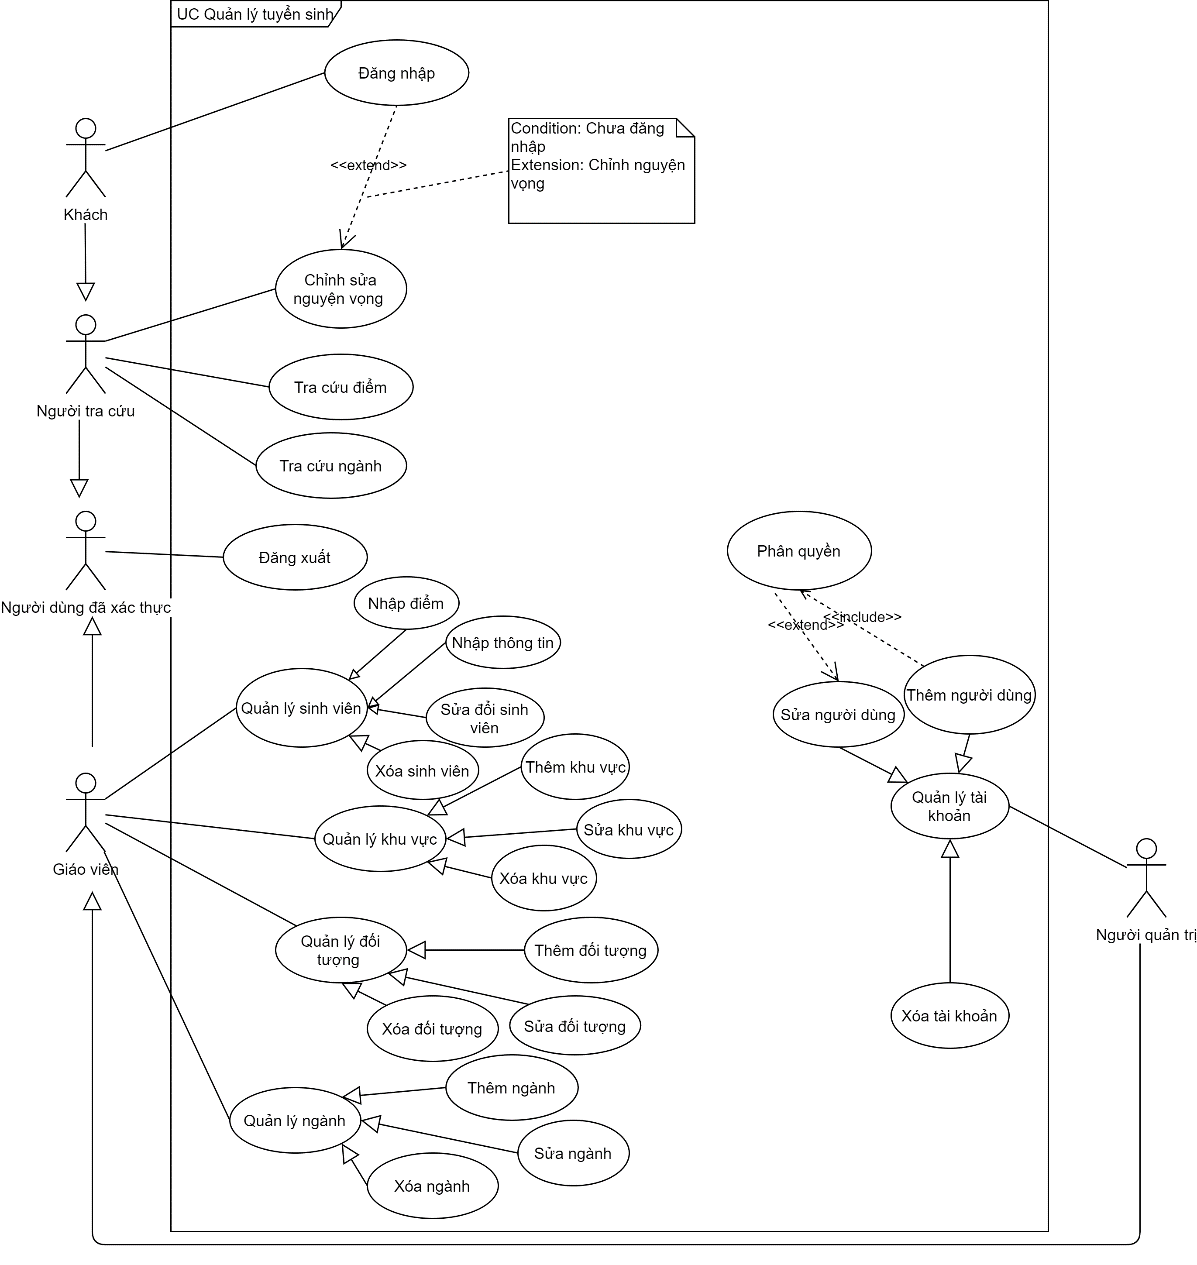 UC Quản lý tuyển sinh
Đăng nhập
<<extend>>
Condition: Chưa đăng
nhập
Extension: Chỉnh nguyện
vọng
Khách
Chỉnh sửa
nguyện vọng
Tra cứu điểm
Người tra cứu
Tra cứu ngành
Đăng xuất
Người dùng đã xác thực
Phân quyền
<<extend>>
<<include>>
Nhập điểm
Nhập thông tin
Quản lý sinh viên
Sửa đổi sinh
viên
Xóa sinh viên
Sửa người dùng
Thêm người dùng
Thêm khu vực
Quản lý khu vực
Sửa khu vực
Xóa khu vực
Quản lý tài
khoản
Giáo viên
Người quản trị
Quản lý đối
tượng
Thêm đối tượng
Xóa đối tượng
Sửa đối tượng
Xóa tài khoản
Thêm ngành
Quản lý ngành
Sửa ngành
Xóa ngành